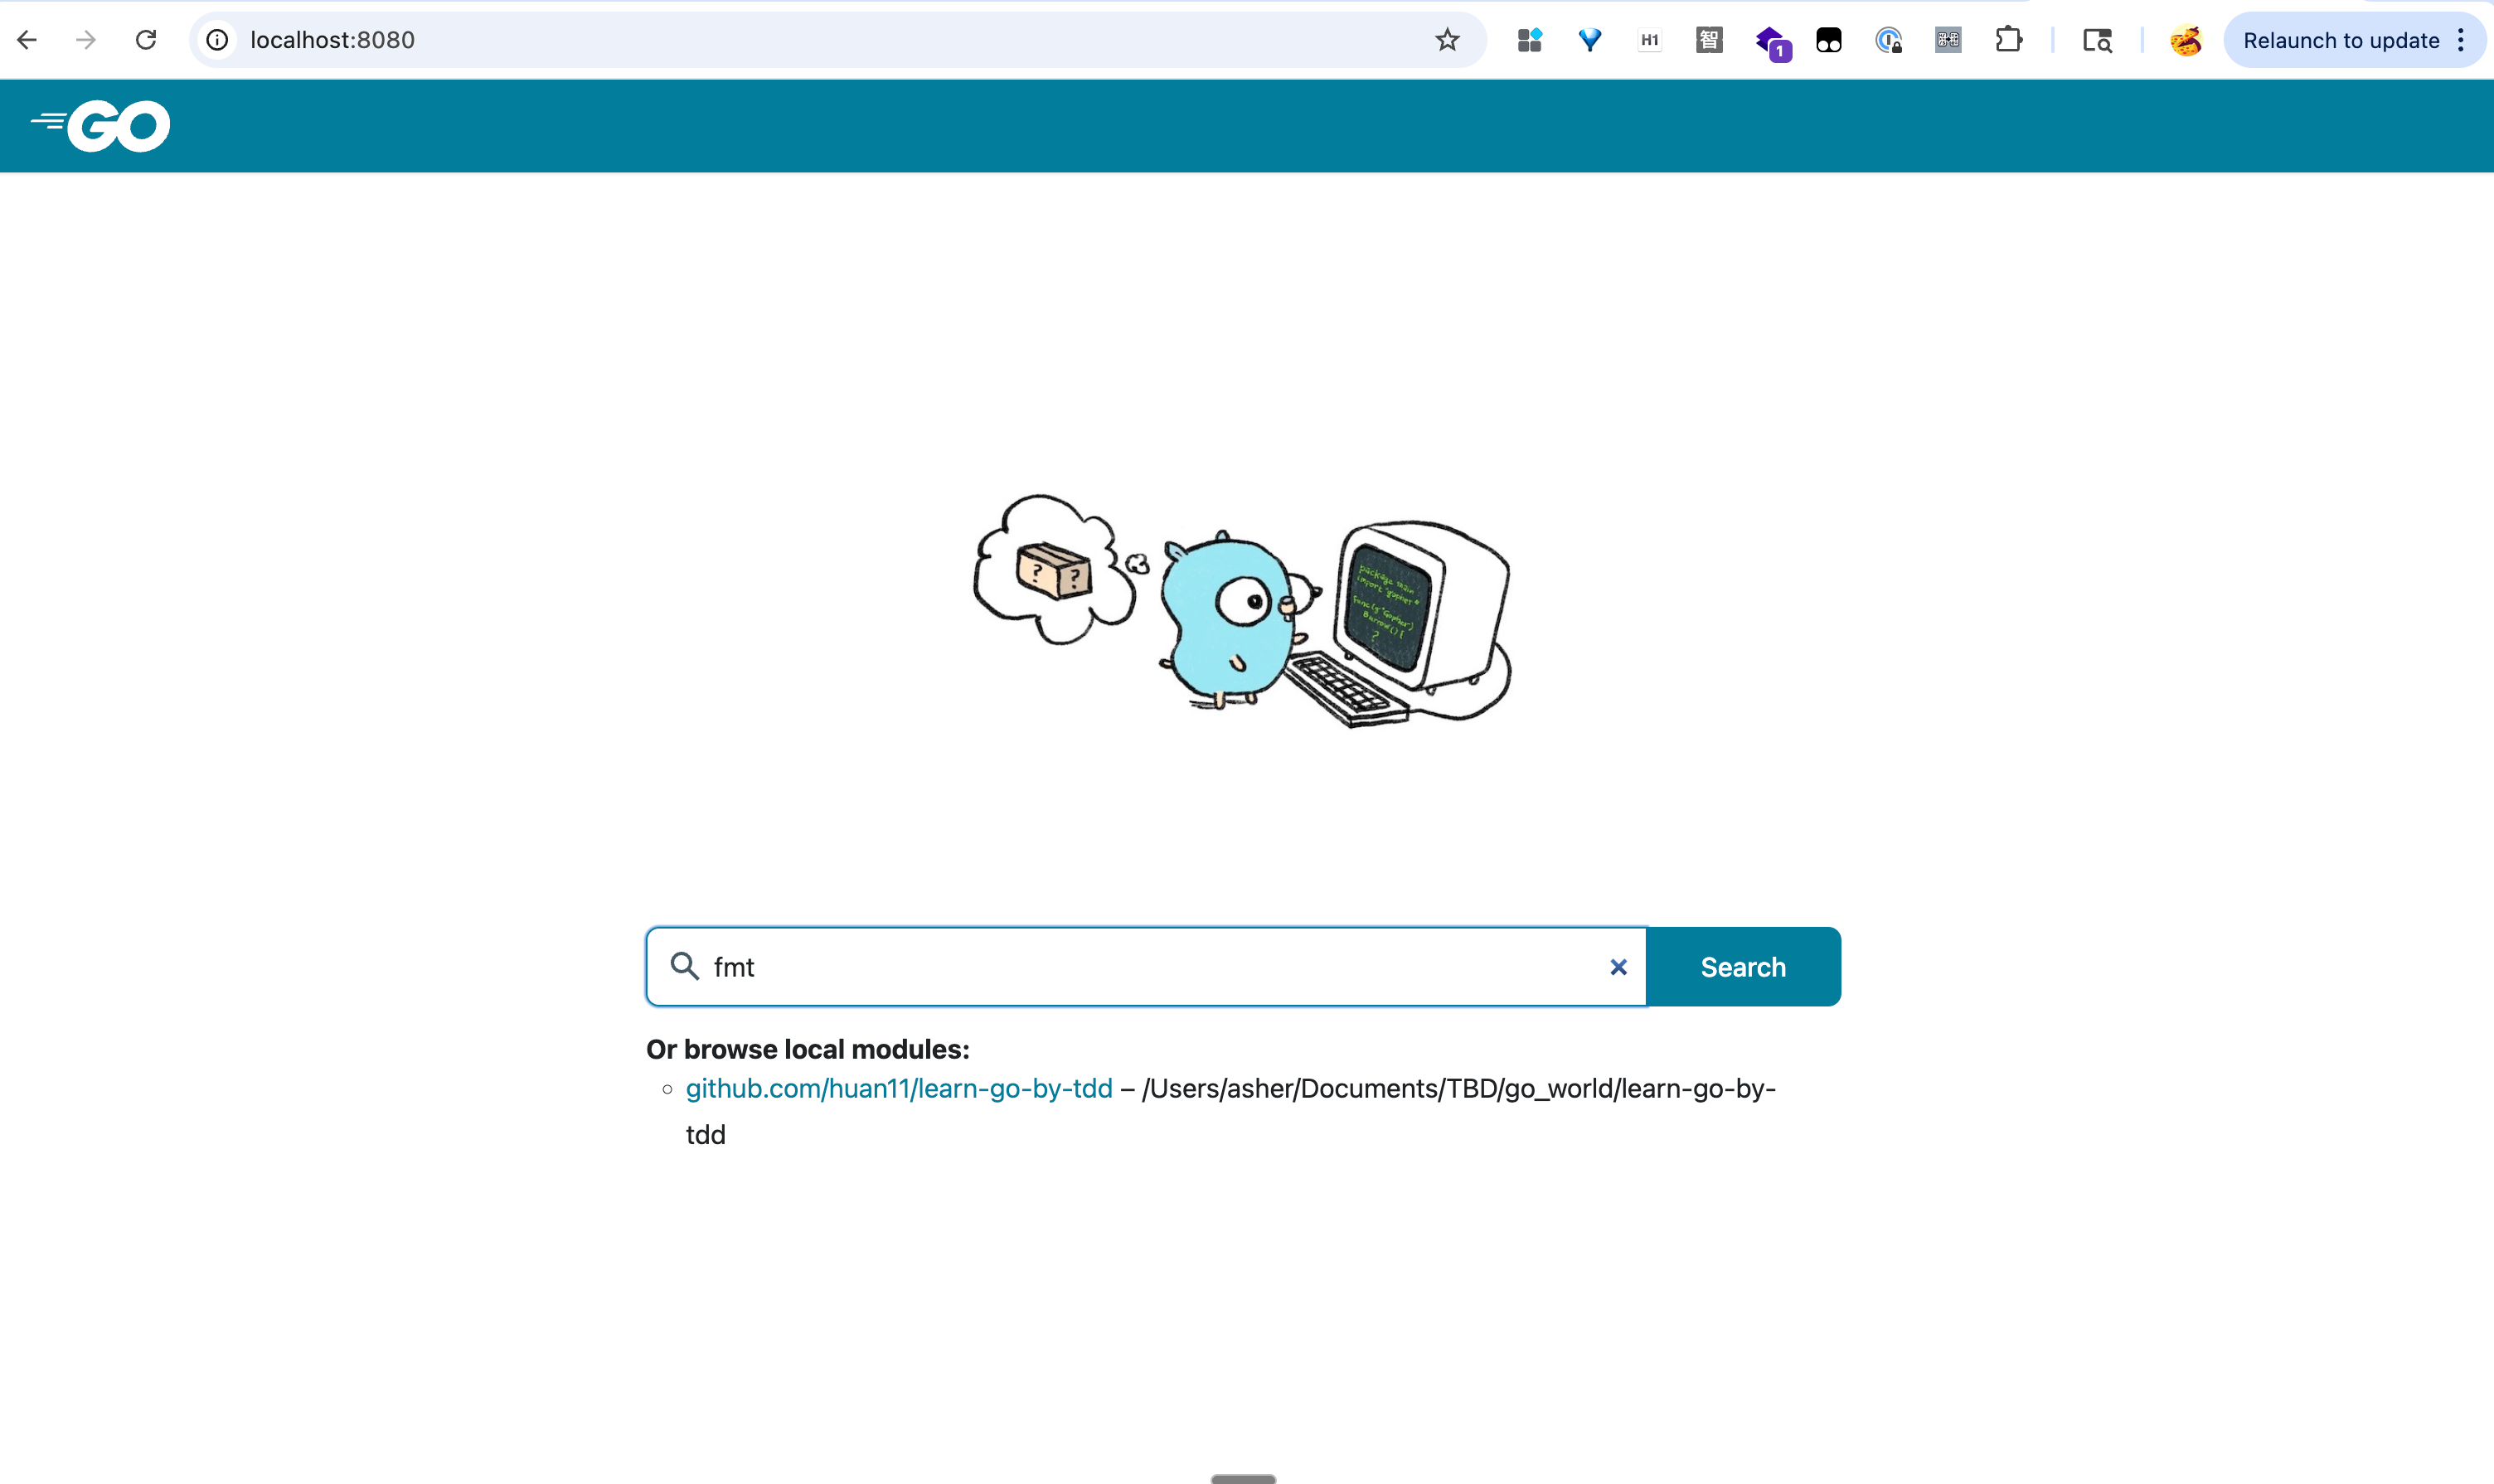 localhost:8080
H1
智
1
Relaunch to update
GO
? ?
package main
import "gopher"
func (g *Gopher)
Burrow() {
?
fmt
Search
Or browse local modules:
github.com/huan11/learn-go-by-tdd – /Users/asher/Documents/TBD/go_world/learn-go-by-
tdd